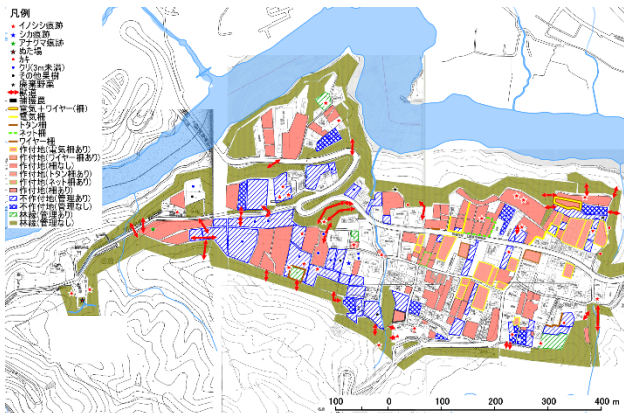 凡例
イノシシ痕跡
シカ痕跡
アナグマ痕跡
ぬた場
カキ
クリ(3m未満)
その他果樹
廃棄野菜
獣道
捕獲罠
電気+ワイヤー(柵)
電気柵
トタン柵
ネット柵
ワイヤー柵
作付地(電気柵あり)
作付地(ワイヤー柵あり)
作付地(柵なし)
作付地(トタン柵あり)
作付地(ネット柵あり)
作付地(柵あり)
不作付地(管理あり)
不作付地(管理なし)
林縁(管理あり)
林縁(管理なし)
100 0 100 200 300 400 m